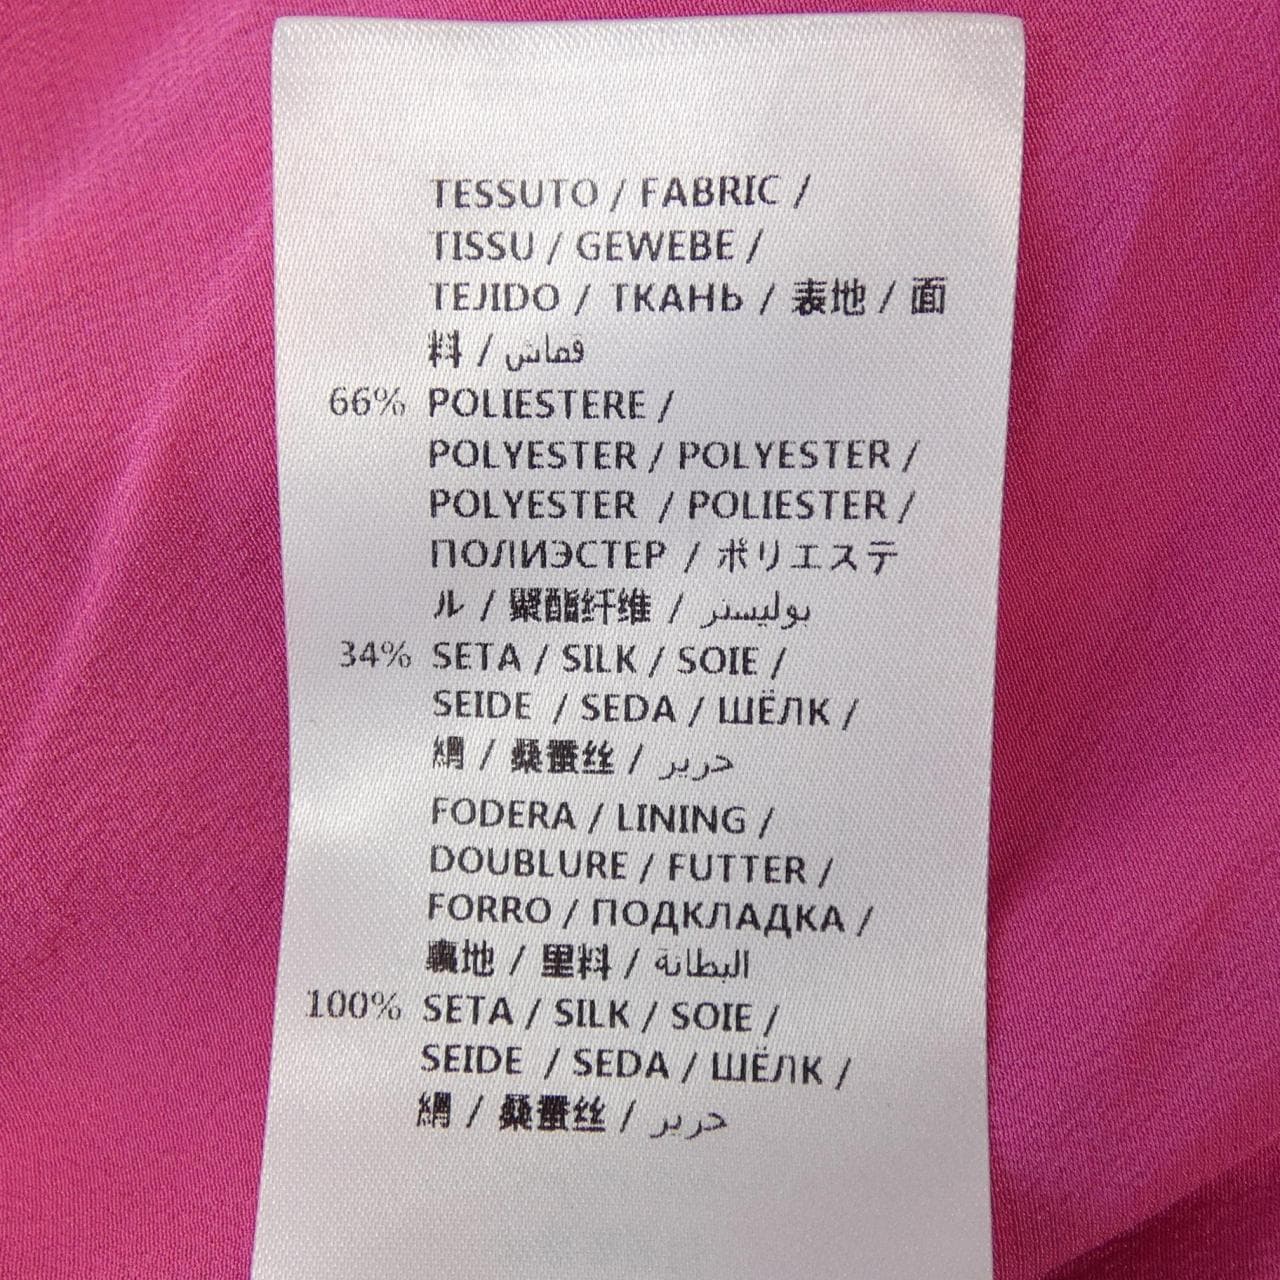 TESSUTO / FABRIC /
TISSU / GEWEBE /
TEJIDO / ТКАНЬ / 表地 / 面
料 / قماش
66% POLIESTERE /
POLYESTER / POLYESTER /
POLYESTER / POLIESTER /
ПОЛИЭСТЕР / ポリエステ
ル / 聚酯纤维 / بوليستر
34% SETA / SILK / SOIE /
SEIDE / SEDA / ШЁЛК /
絹 / 桑蚕丝 / حرير
FODERA / LINING /
DOUBLURE / FUTTER /
FORRO / ПОДКЛАДКА /
裏地 / 里料 / البطانة
100% SETA / SILK / SOIE /
SEIDE / SEDA / ШЁЛК /
絹 / 桑蚕丝 / حرير